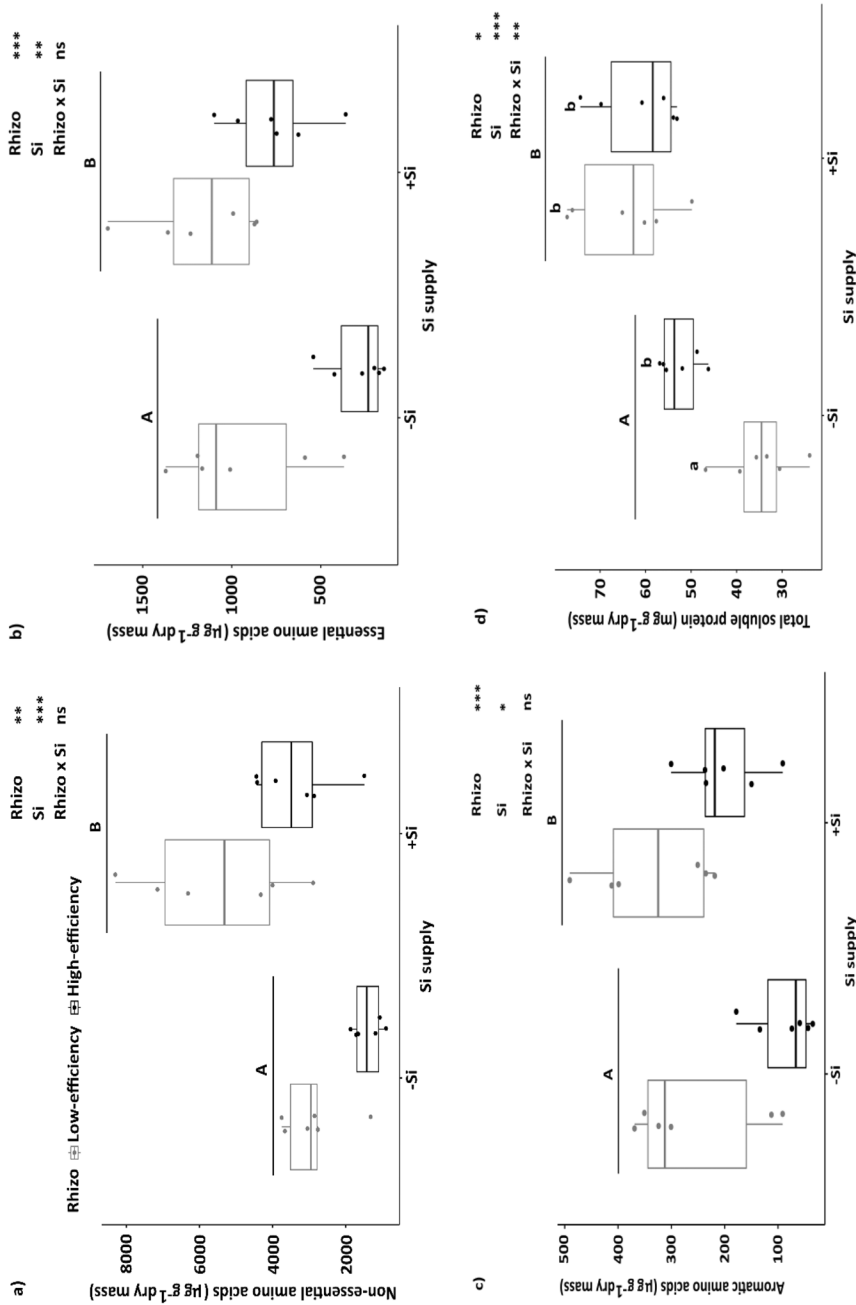 a)
Rhizo Low-efficiency High-efficiency
Rhizo **
Si ***
Rhizo x Si ns
A
B
8000
6000
4000
2000
Non-essential amino acids (µg g-1 dry mass)
-Si
+Si
Si supply
b)
Rhizo ***
Si **
Rhizo x Si ns
A
B
1500
1000
500
Essential amino acids (µg g-1 dry mass)
-Si
+Si
Si supply
c)
Rhizo ***
Si *
Rhizo x Si ns
A
B
500
400
300
200
100
Aromatic amino acids (µg g-1 dry mass)
-Si
+Si
Si supply
d)
Rhizo *
Si ***
Rhizo x Si **
A
B
a
b
b
b
70
60
50
40
30
Total soluble protein (mg g-1 dry mass)
-Si
+Si
Si supply